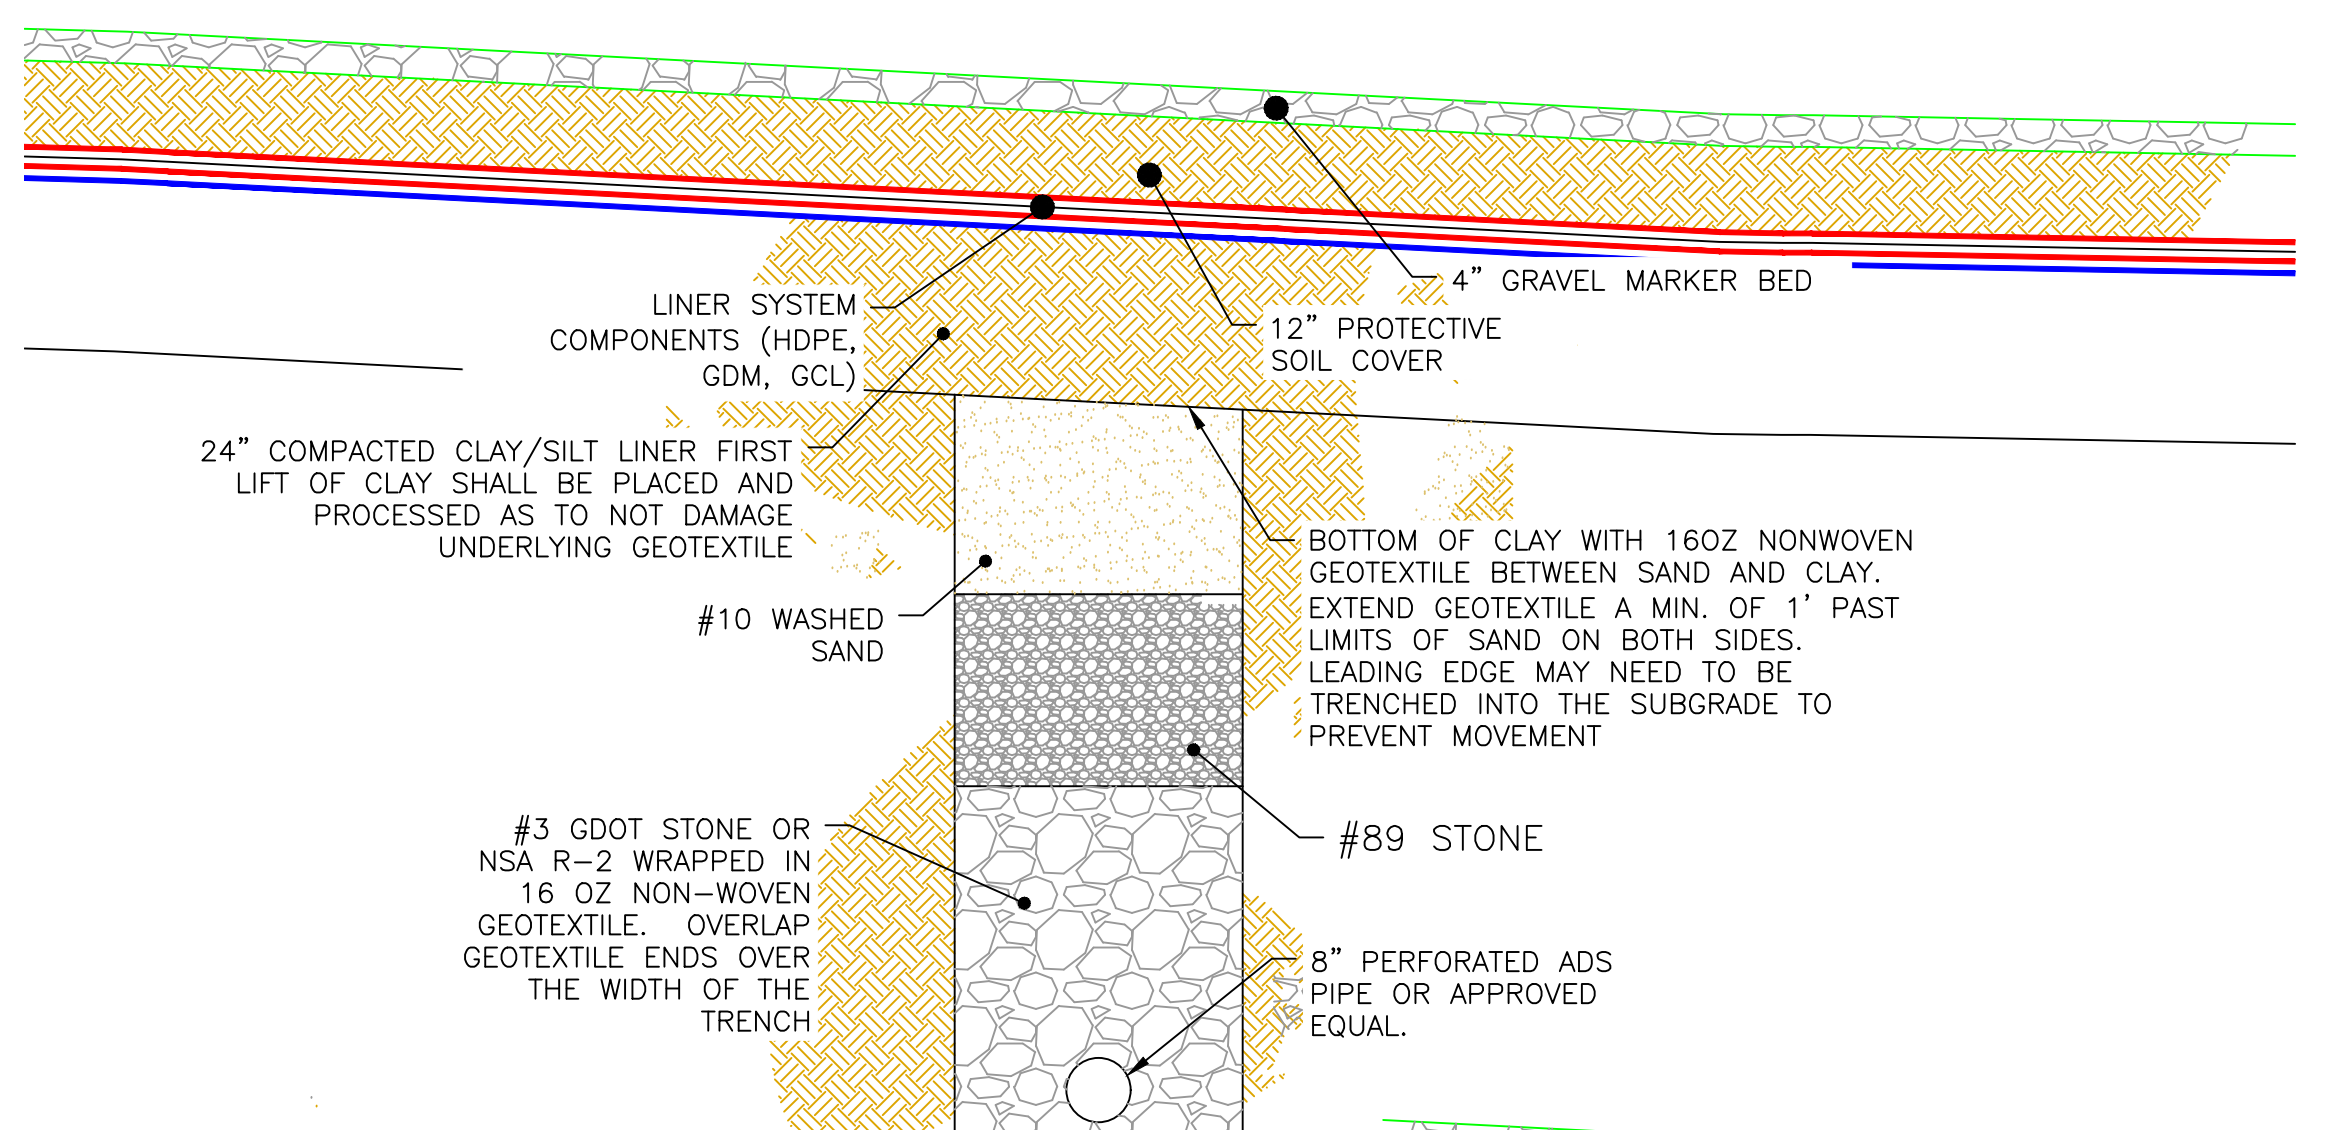 4” GRAVEL MARKER BED
LINER SYSTEM
COMPONENTS (HDPE,
GDM, GCL)
12” PROTECTIVE
SOIL COVER
24” COMPACTED CLAY/SILT LINER FIRST
LIFT OF CLAY SHALL BE PLACED AND
PROCESSED AS TO NOT DAMAGE
UNDERLYING GEOTEXTILE
BOTTOM OF CLAY WITH 16OZ NONWOVEN
GEOTEXTILE BETWEEN SAND AND CLAY.
EXTEND GEOTEXTILE A MIN. OF 1’ PAST
LIMITS OF SAND ON BOTH SIDES.
LEADING EDGE MAY NEED TO BE
TRENCHED INTO THE SUBGRADE TO
PREVENT MOVEMENT
#10 WASHED
SAND
#89 STONE
#3 GDOT STONE OR
NSA R-2 WRAPPED IN
16 OZ NON-WOVEN
GEOTEXTILE. OVERLAP
GEOTEXTILE ENDS OVER
THE WIDTH OF THE
TRENCH
8” PERFORATED ADS
PIPE OR APPROVED
EQUAL.